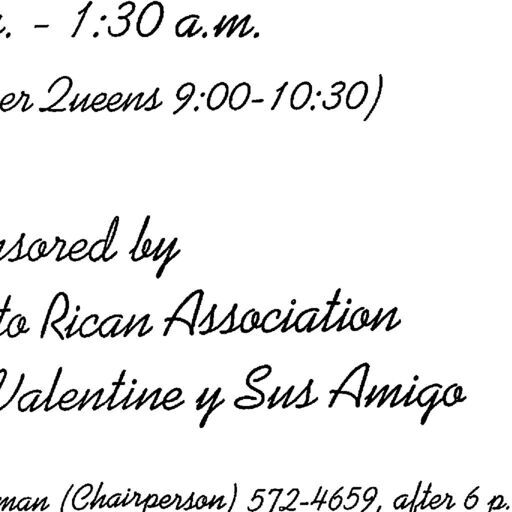 . - 1:30 a.m.
er Queens 9:00-10:30)
nsored by
to Rican Association
Valentine y Sus Amigo
man (Chairperson) 572-4659, after 6 p.